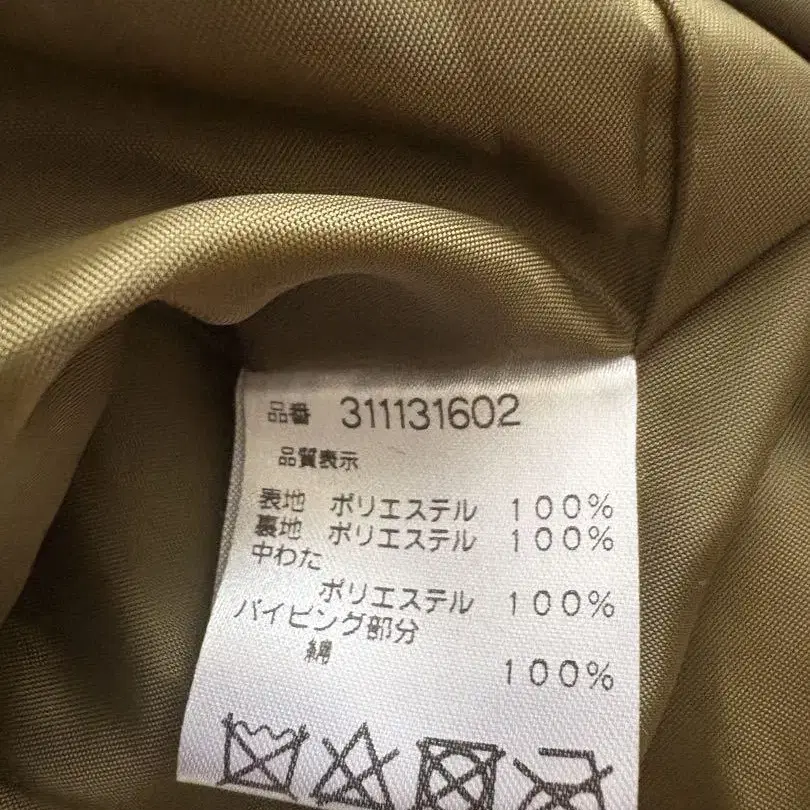 品番 311131602
品質表示
表地 ポリエステル 100%
裏地 ポリエステル 100%
中わた
ポリエステル 100%
パイピング部分
綿 100%